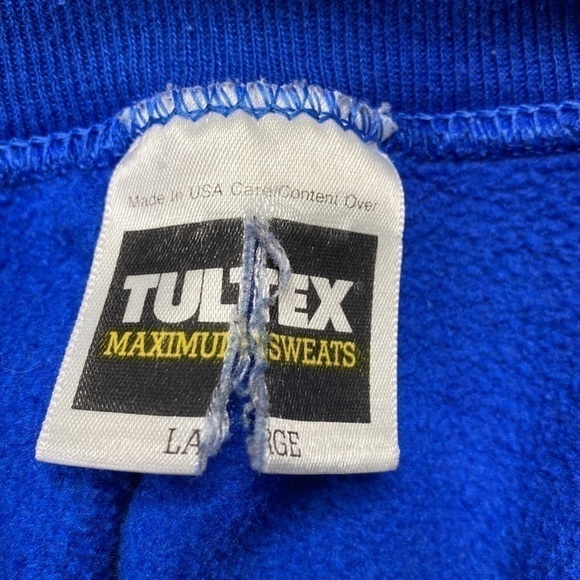 Made In USA Care/Content Over
TULTEX
MAXIMUM SWEATS
LARGE